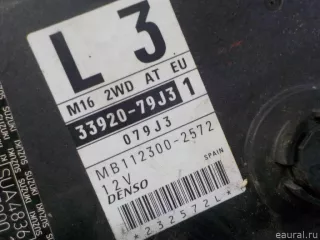 L 3
M16 2WD AT EU
33920-79J3 1
079J3
MB112300-2572
12V
SPAIN
DENSO
*232572L*
eaural.ru